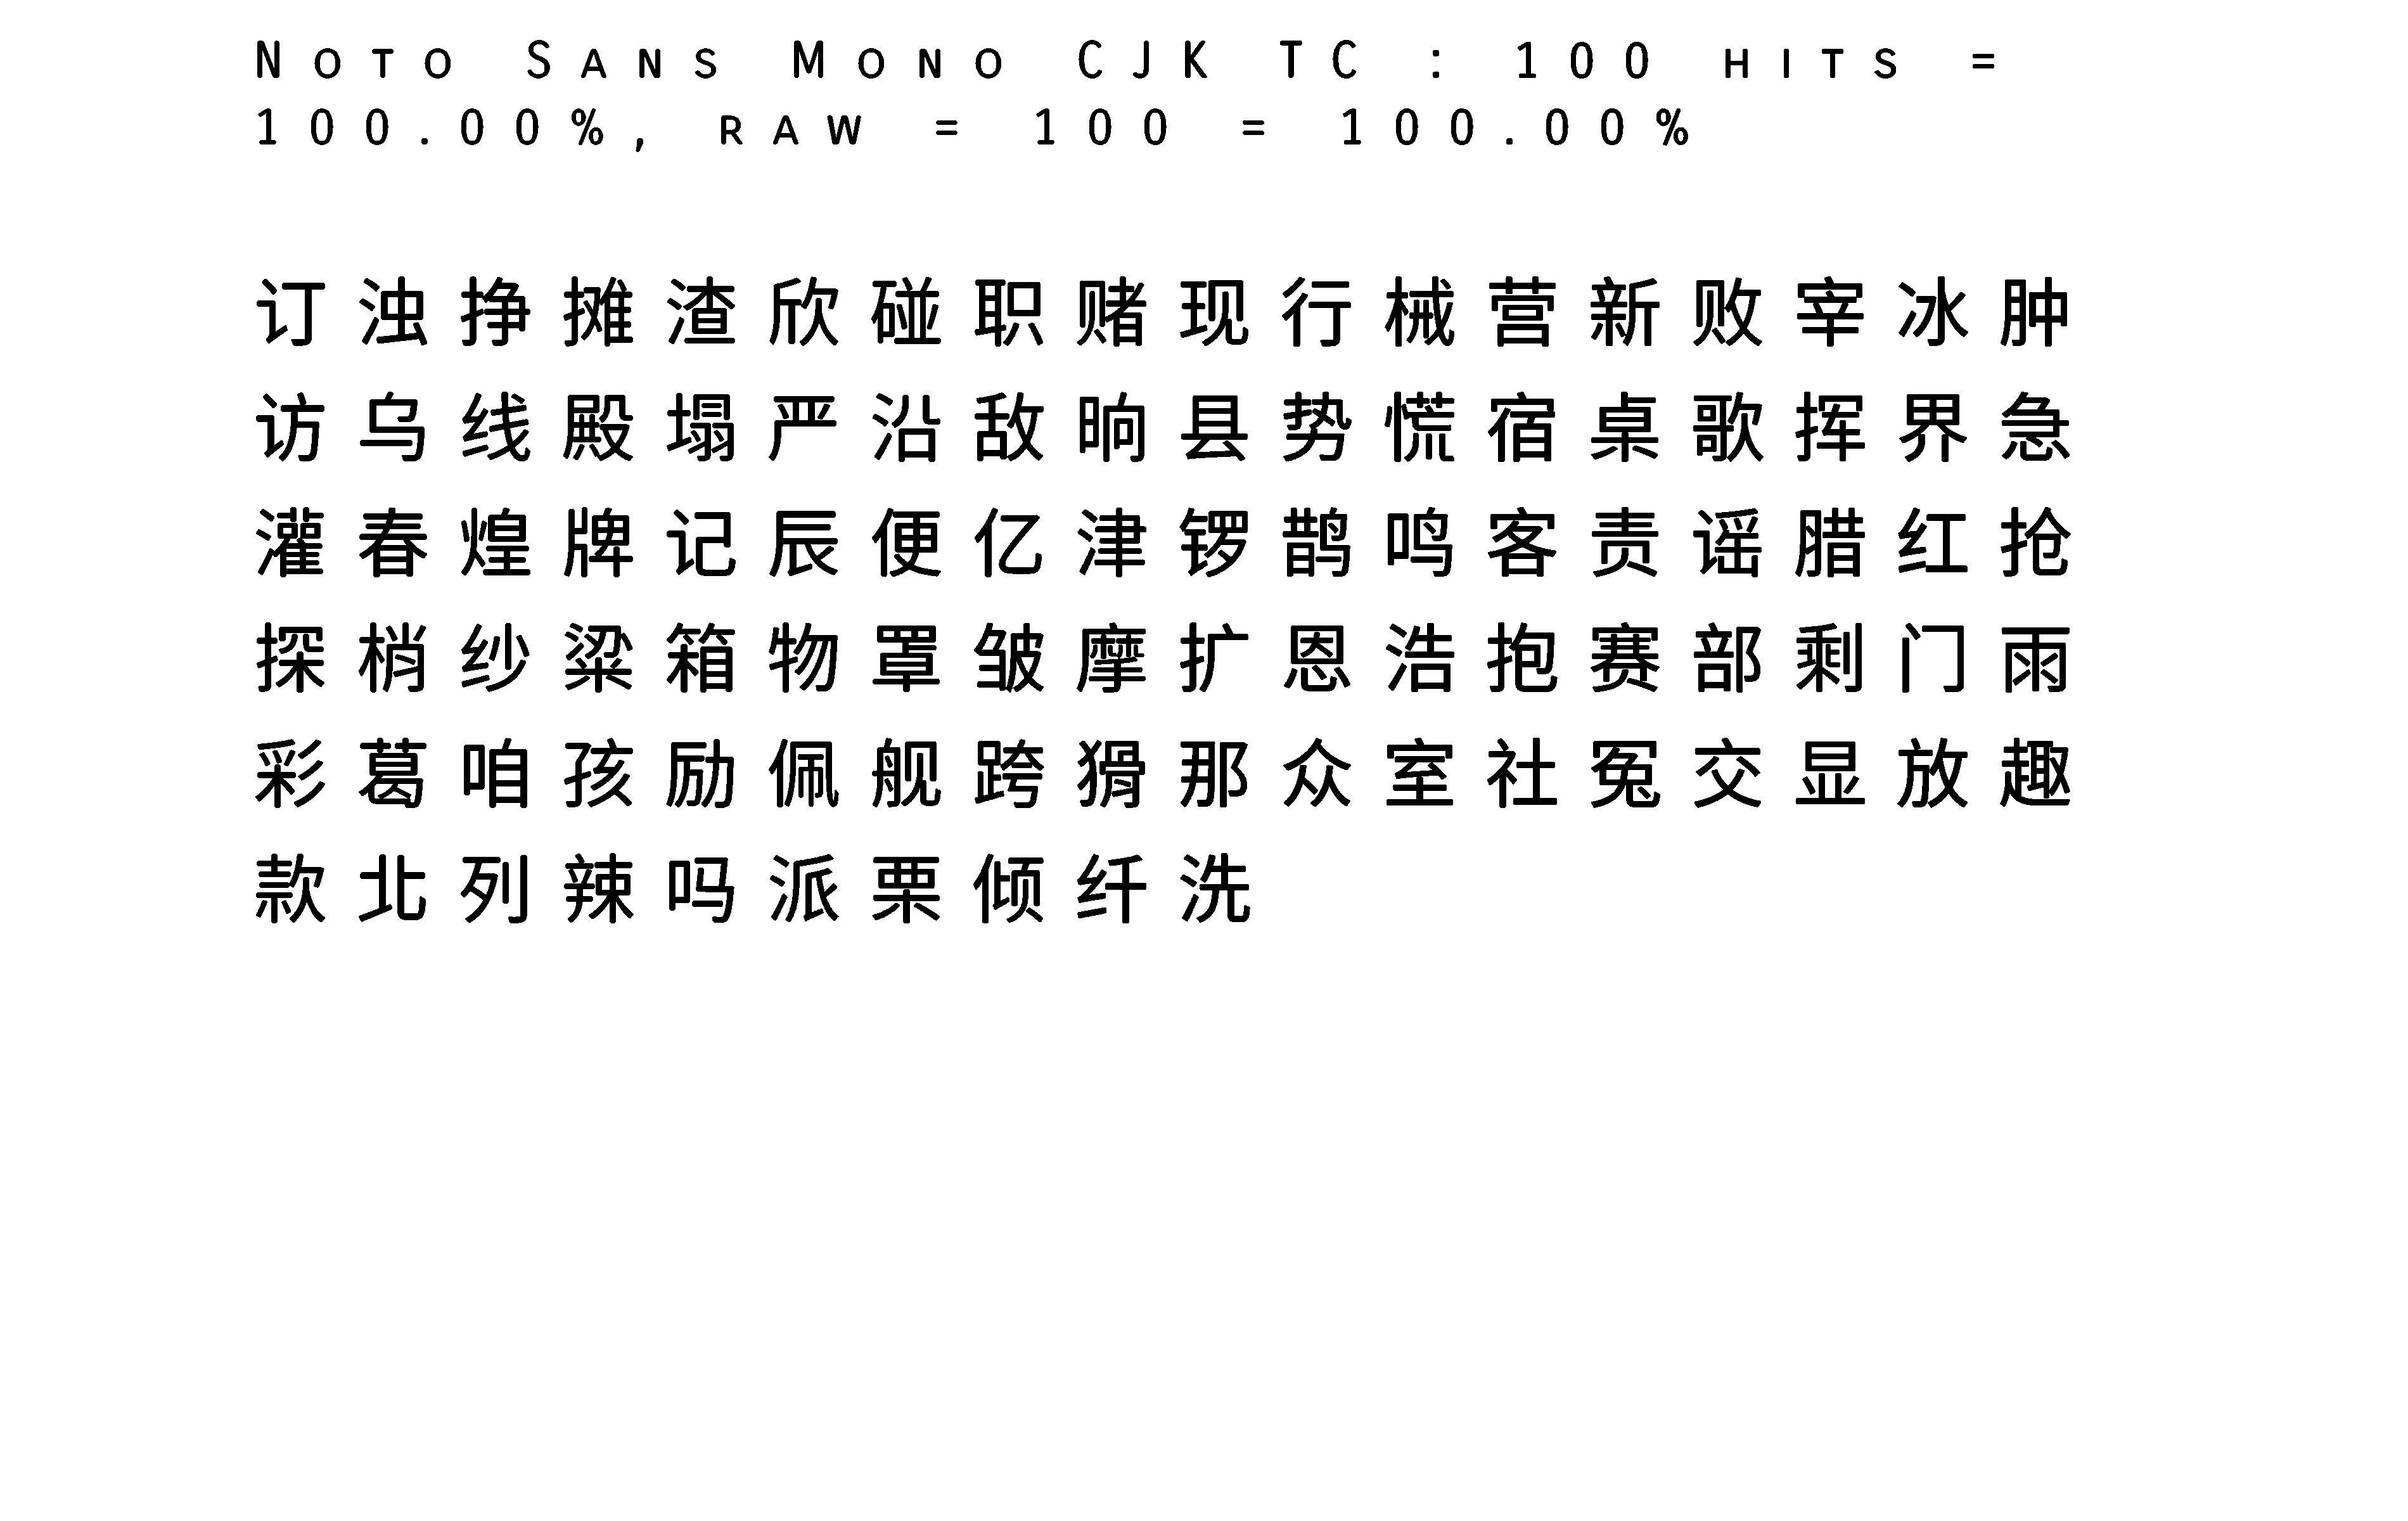 Noto Sans Mono CJK TC : 100 hits =
100.00%, raw = 100 = 100.00%
订浊挣摊渣欣碰职赌现行械营新败宰冰肿
访乌线殿塌严沿敌晌县势慌宿桌歌挥界急
灌春煌牌记辰便亿津锣鹊鸣客责谣腊红抢
探梢纱粱箱物罩皱摩扩恩浩抱赛部剩门雨
彩葛咱孩励佩舰跨猾那众室社冤交显放趣
款北列辣吗派栗倾纤洗